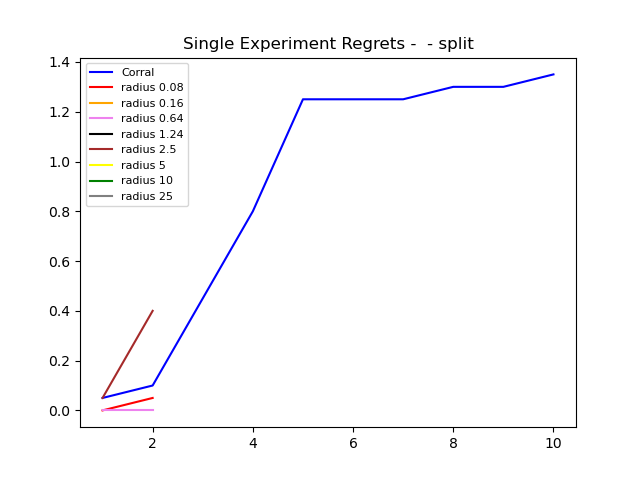 Single Experiment Regrets -  - split
1.4
1.2
1.0
0.8
0.6
0.4
0.2
0.0
Corral
radius 0.08
radius 0.16
radius 0.64
radius 1.24
radius 2.5
radius 5
radius 10
radius 25
2 4 6 8 10